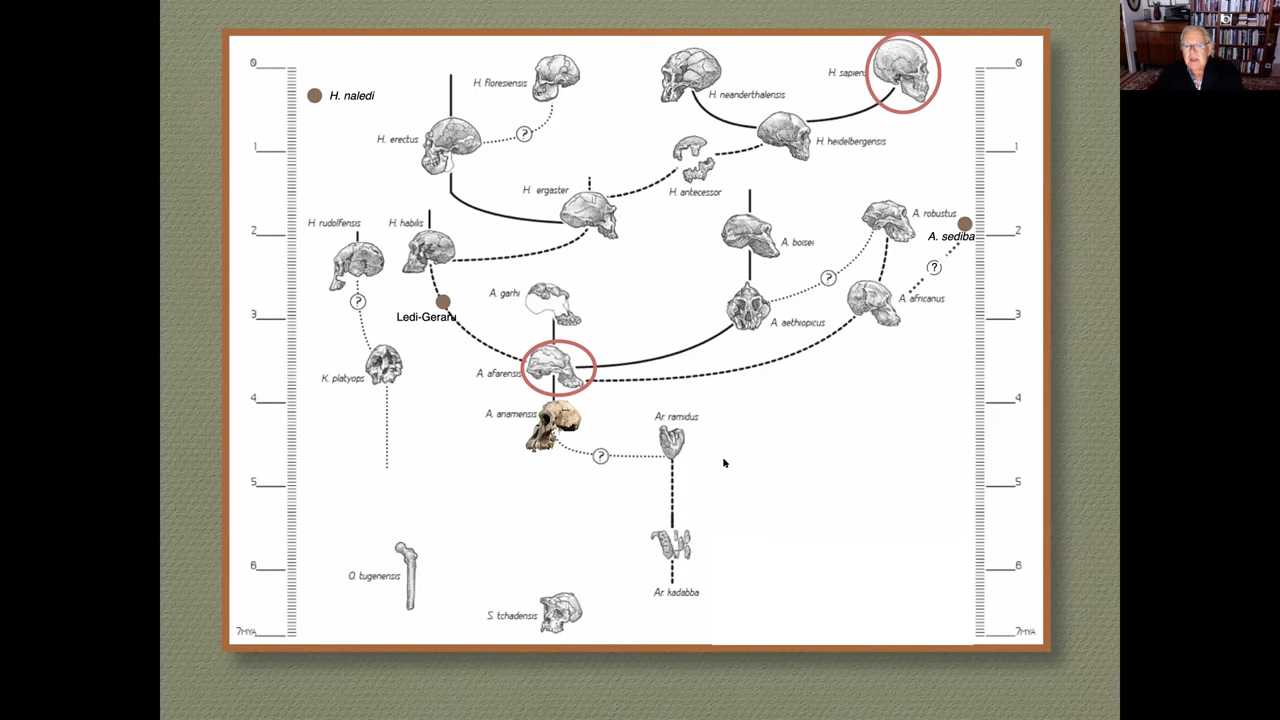 0
0
H. floresiensis
H. sapiens
H. naledi
H. neanderthalensis
H. erectus
?
H. heidelbergensis
1
1
H. ergaster
H. antecessor
H. rudolfensis
H. habilis
A. robustus
2
2
A. sediba
A. boisei
?
?
A. garhi
?
A. africanus
Ledi-Geraru
3
3
A. aethiopicus
K. platyops
A. afarensis
4
4
A. anamensis
Ar. ramidus
?
5
5
6
6
O. tugenensis
Ar. kadabba
S. tchadensis
7MYA
7MYA